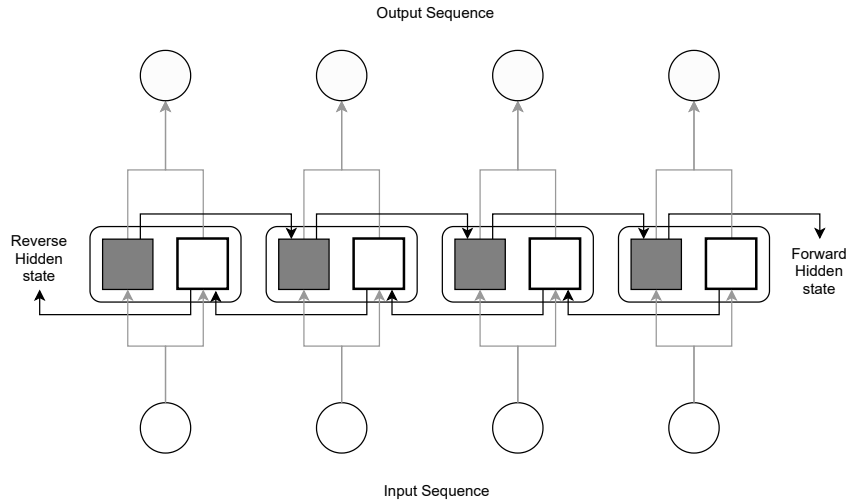 Output Sequence
Reverse
Hidden
state
Forward
Hidden
state
Input Sequence